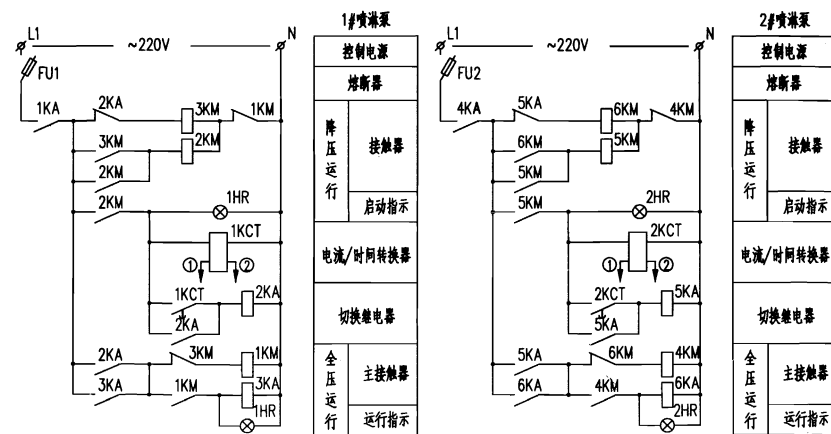 1#喷淋泵
L1 ~220V N
控制电源
FU1
熔断器
1KA 2KA 3KM 1KM
3KM 2KM
2KM
降压运行
接触器
2KM 1HR
启动指示
1KCT
① ②
电流/时间转换器
1KCT 2KA
2KA
切换继电器
2KA 3KM 1KM
3KA 1KM 3KA
1HR
全压运行
主接触器
运行指示
2#喷淋泵
L1 ~220V N
控制电源
FU2
熔断器
4KA 5KA 6KM 4KM
6KM 5KM
5KM
降压运行
接触器
5KM 2HR
启动指示
2KCT
① ②
电流/时间转换器
2KCT 5KA
5KA
切换继电器
5KA 6KM 4KM
6KA 4KM 6KA
2HR
全压运行
主接触器
运行指示